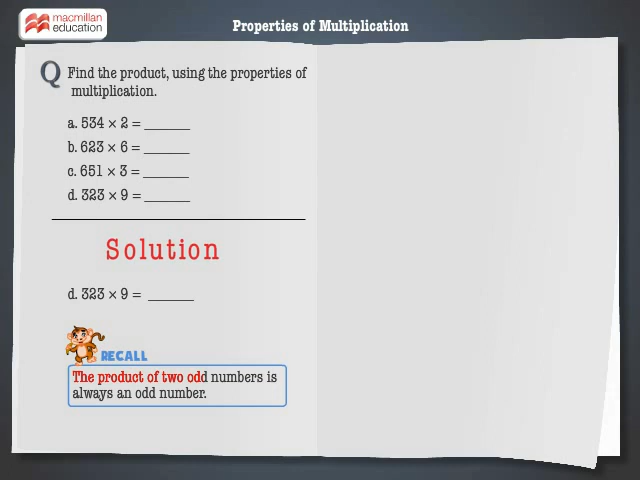 macmillan
education
Properties of Multiplication
Q Find the product, using the properties of
multiplication.
a. 534 × 2 = ______
b. 623 × 6 = ______
c. 651 × 3 = ______
d. 323 × 9 = ______
Solution
d. 323 × 9 = ______
RECALL
The product of two odd numbers is
always an odd number.